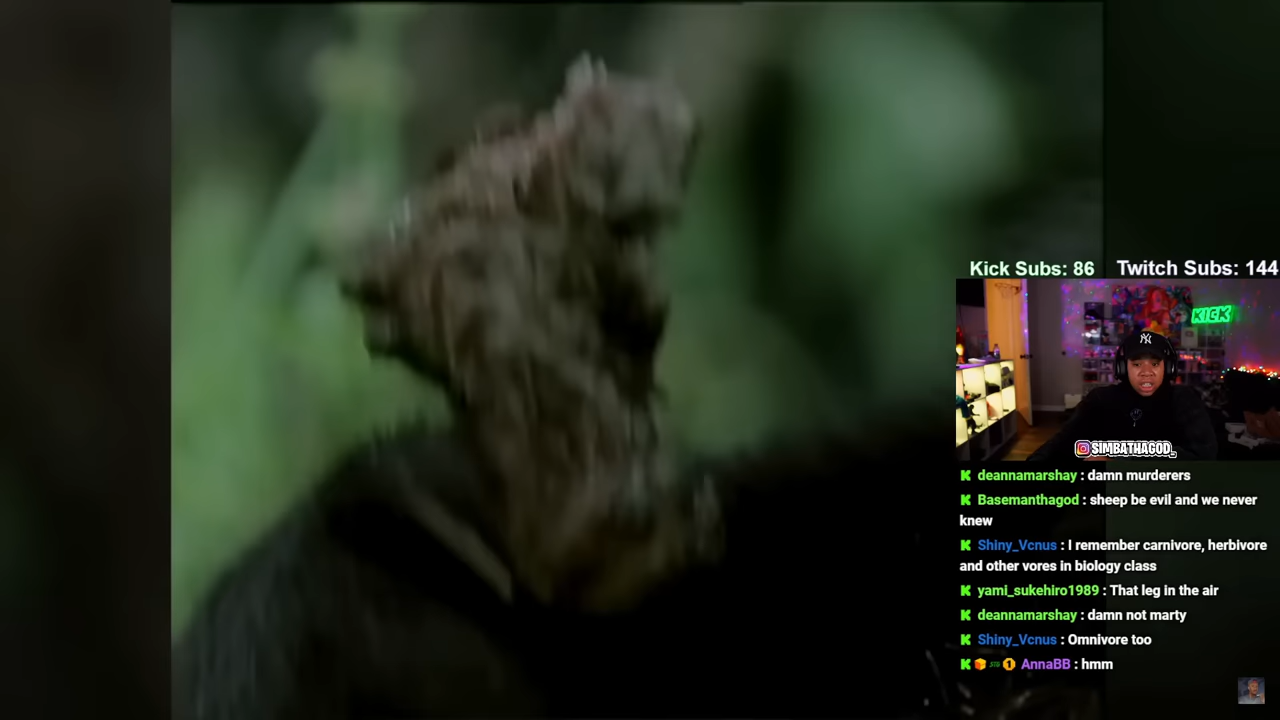 Kick Subs: 86 Twitch Subs: 144
KICK
NY
SIMBATHAGOD_
deannamarshay : damn murderers
Basemanthagod : sheep be evil and we never
knew
Shiny_Vcnus : I remember carnivore, herbivore
and other vores in biology class
yami_sukehiro1989 : That leg in the air
deannamarshay : damn not marty
Shiny_Vcnus : Omnivore too
AnnaBB : hmm